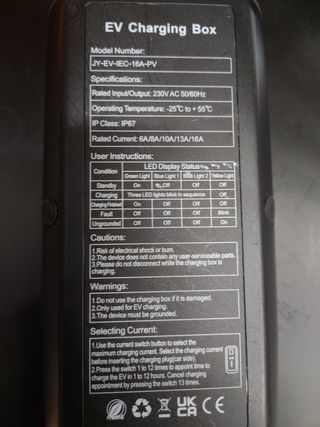 EV Charging Box
Model Number:
JY-EV-IEC-16A-PV
Specifications:
Rated Input/Output: 230V AC 50/60Hz
Operating Temperature: -25°C to + 55°C
IP Class: IP67
Rated Current: 6A/8A/10A/13A/16A
User Instructions:
Condition LED Display Status
Green Light Blue Light 1 Blue Light 2 Yellow Light
Standby On Off Off Off
Charging Three LED lights blink in sequence Off
Charging Finished On Off Off Off
Fault Off Off Off Blink
Ungrounded Off Off Off On
Cautions:
1.Risk of electrical shock or burn.
2.The device does not contain any user-serviceable parts.
3.Please do not disconnect while the charging box is
charging.
Warnings:
1.Do not use the charging box if it is damaged.
2.Only used for EV charging.
3.The device must be grounded.
Selecting Current:
1.Use the current switch button to select the
maximum charging current. Select the charging current
before inserting the charging plug(car side).
2.Press the switch 1 to 12 times to appoint time to
charge the EV in 1 to 12 hours. Cancel charging
appointment by pressing the switch 13 times.
RoHS CE UK CA